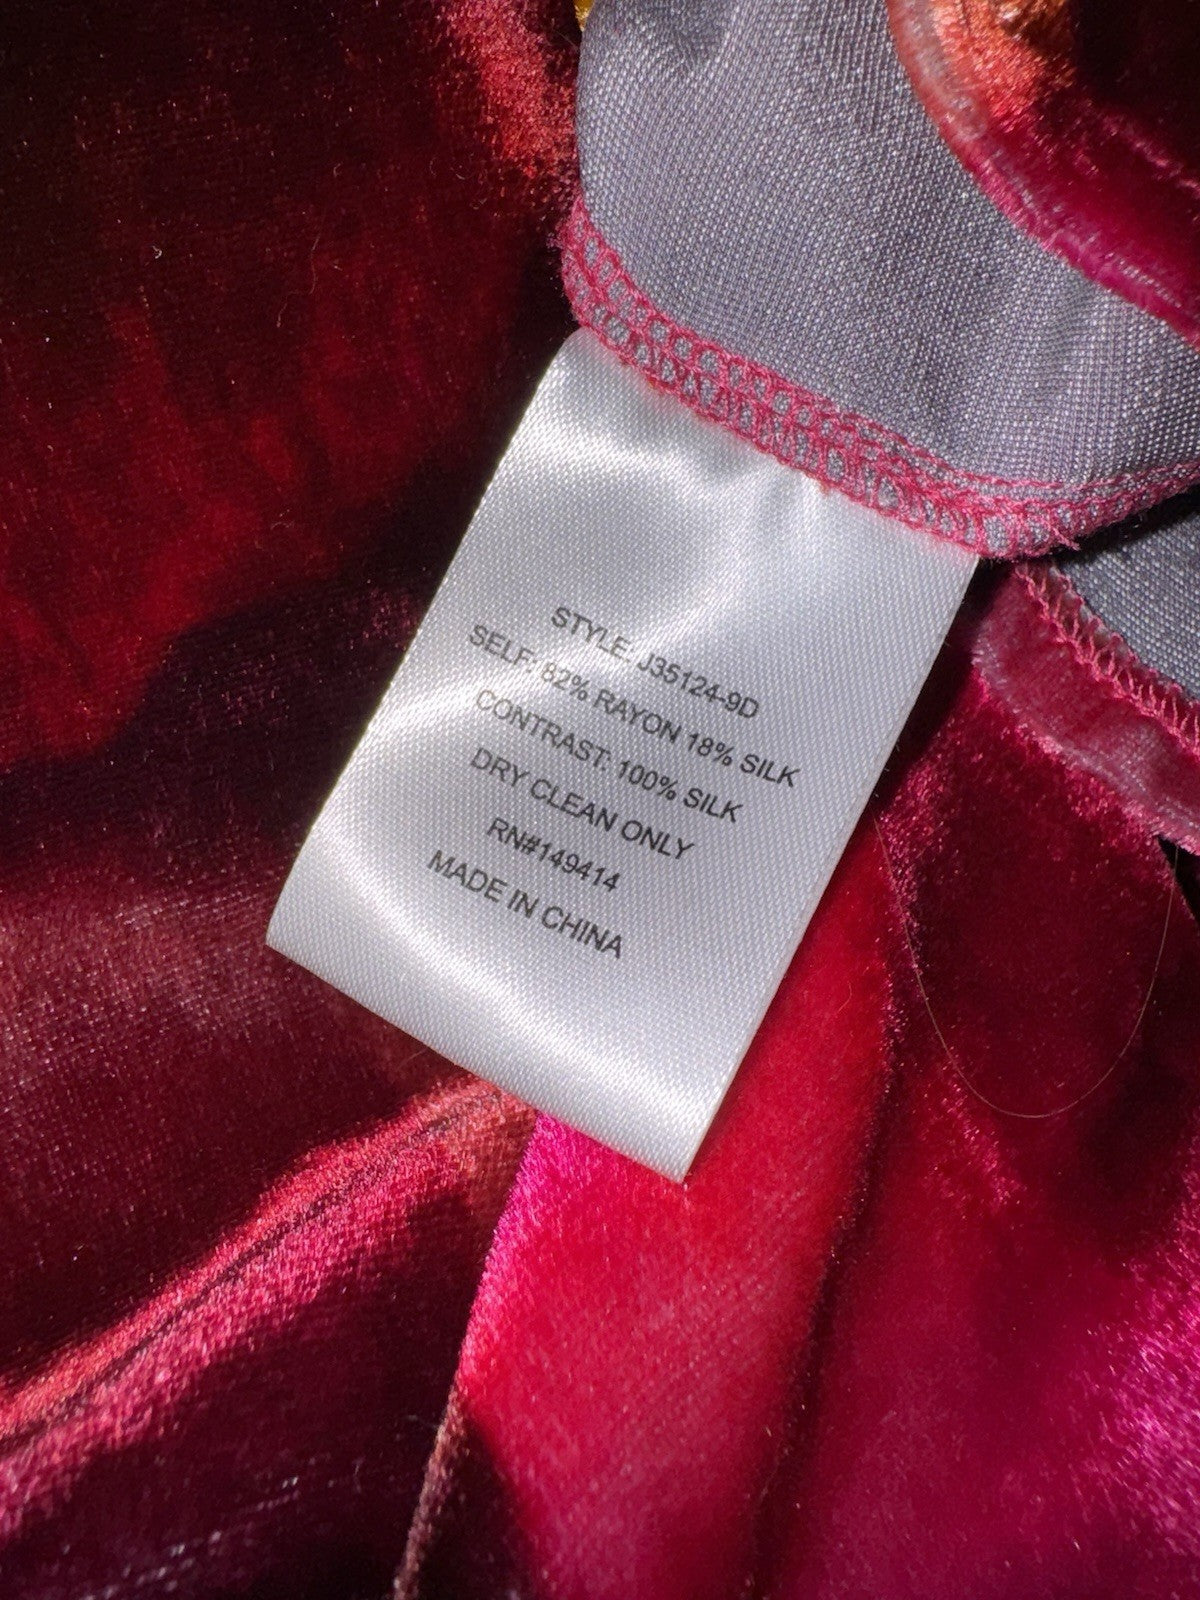 STYLE: J35124-9D
SELF: 82% RAYON 18% SILK
CONTRAST: 100% SILK
DRY CLEAN ONLY
RN#149414
MADE IN CHINA